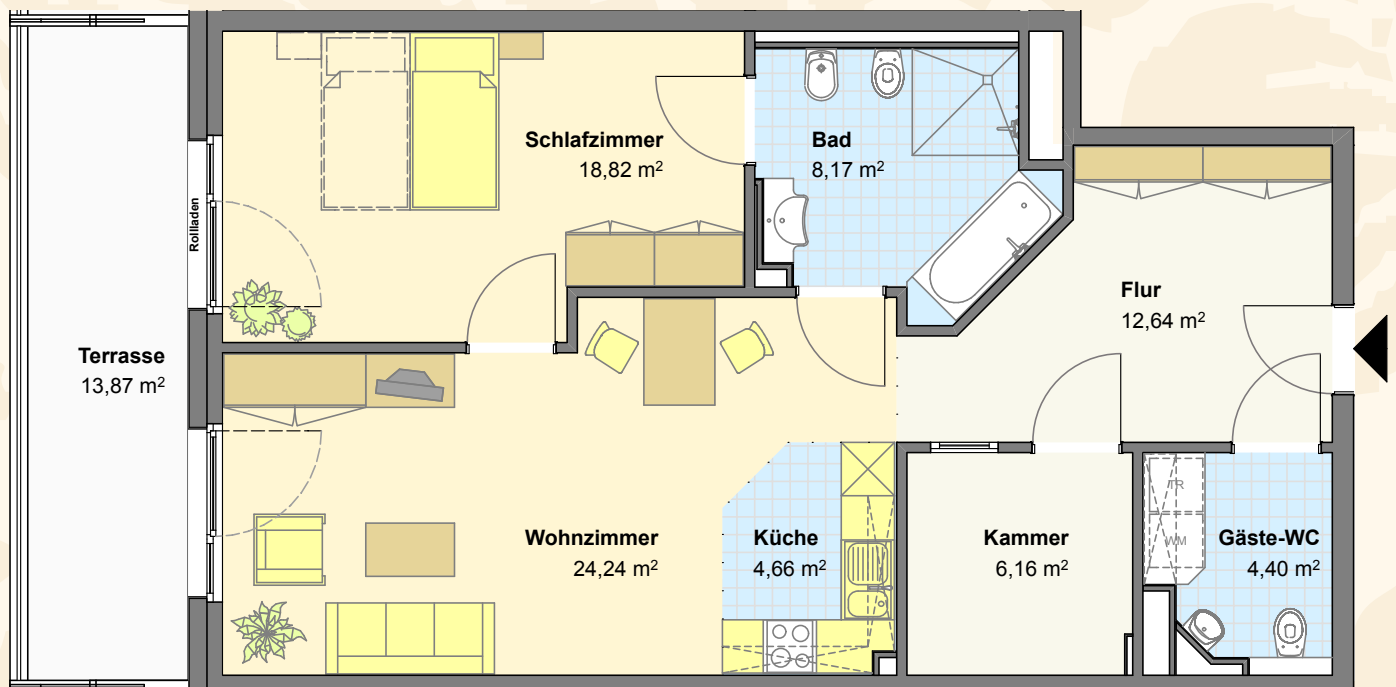 Schlafzimmer
18,82 m²
Bad
8,17 m²
Rollladen
Flur
12,64 m²
Terrasse
13,87 m²
Wohnzimmer
24,24 m²
Küche
4,66 m²
Kammer
6,16 m²
TR
WM
Gäste-WC
4,40 m²